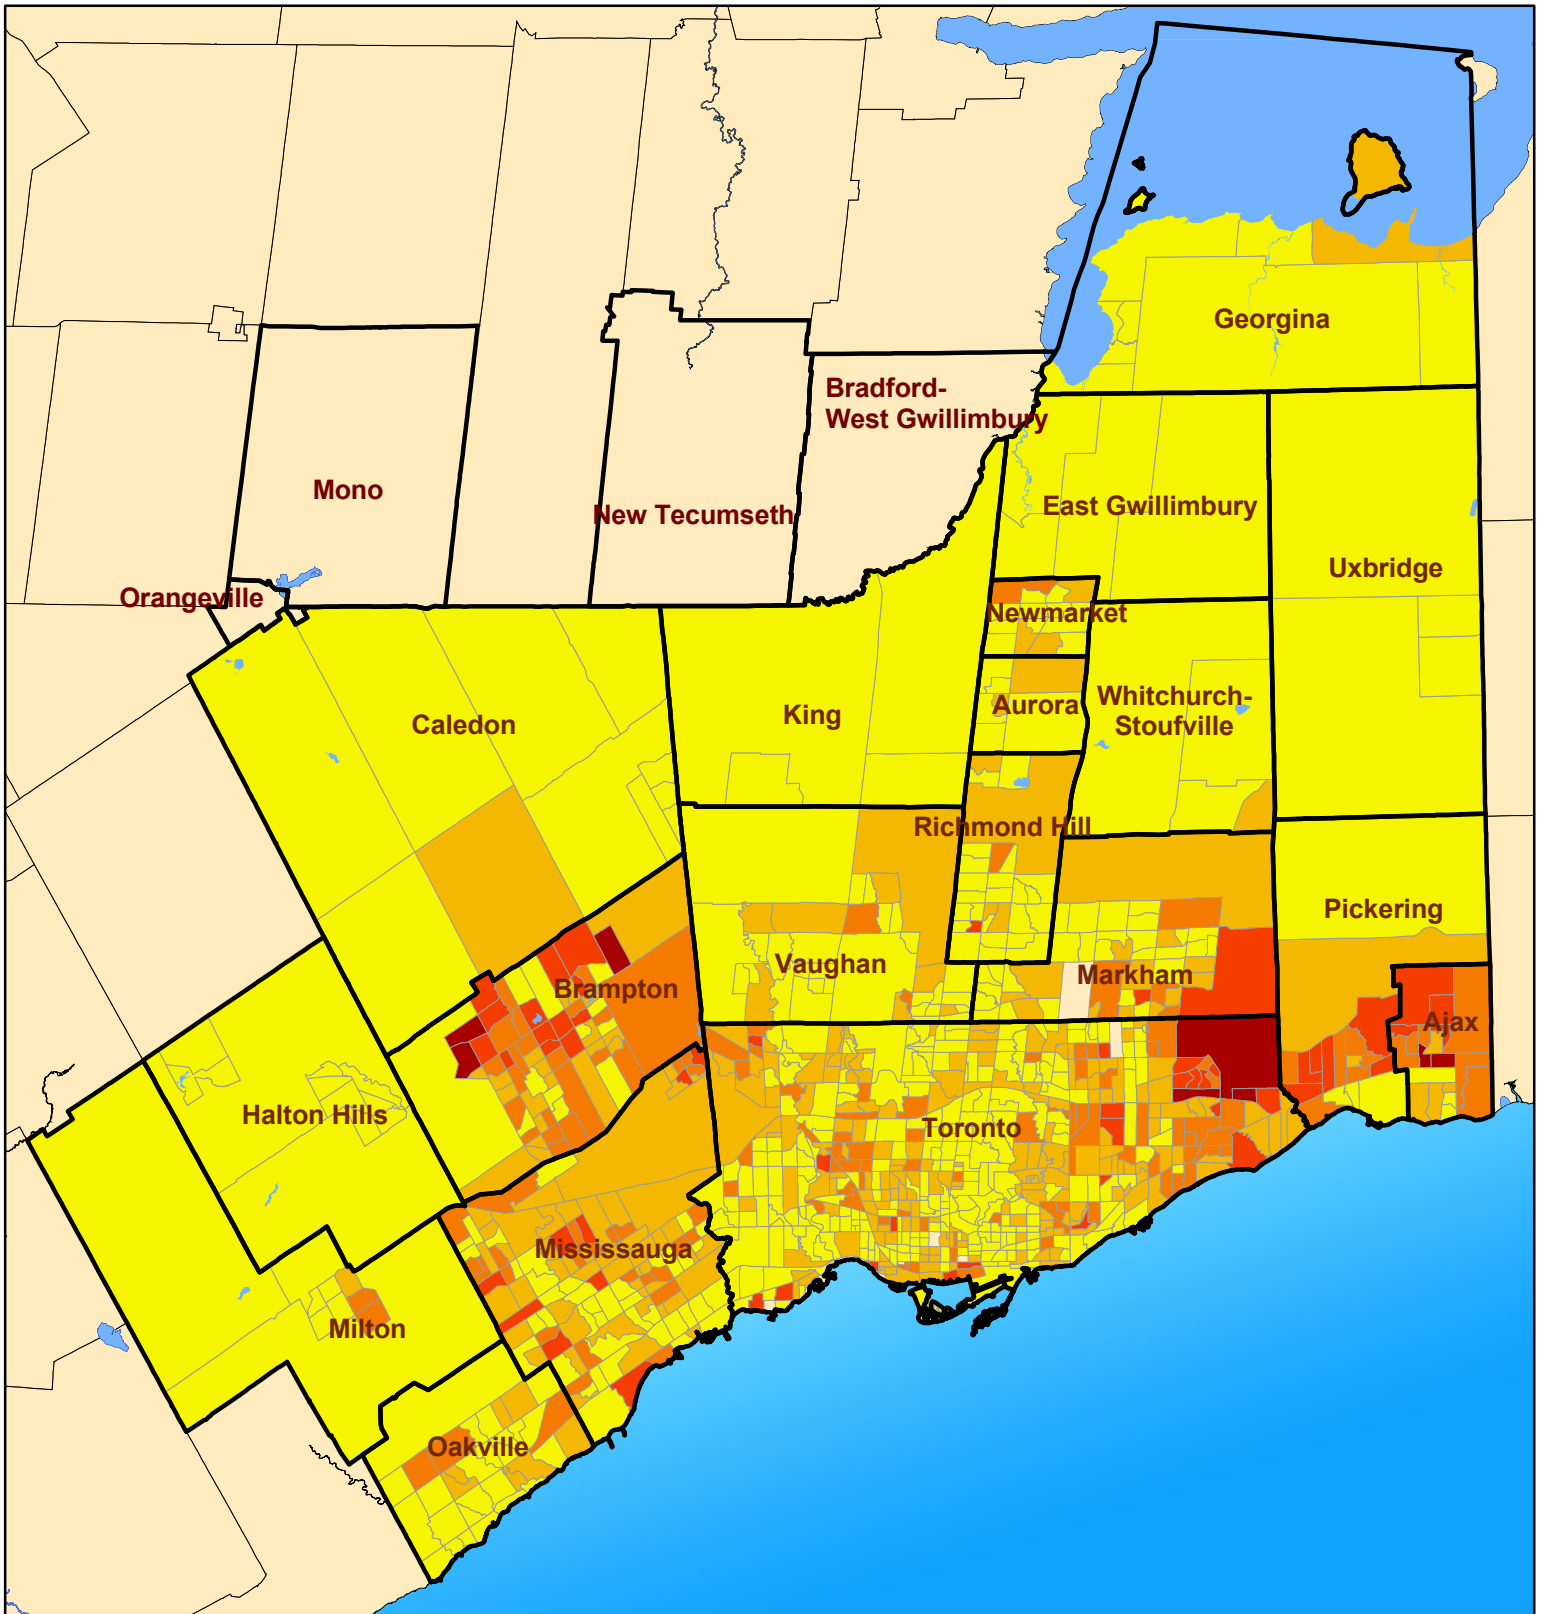 Georgina
Bradford-
West Gwillimbury
Mono
New Tecumseth
East Gwillimbury
Uxbridge
Orangeville
Newmarket
Caledon
King
Aurora
Whitchurch-
Stoufville
Richmond Hill
Pickering
Vaughan
Markham
Brampton
Ajax
Halton Hills
Toronto
Mississauga
Milton
Oakville